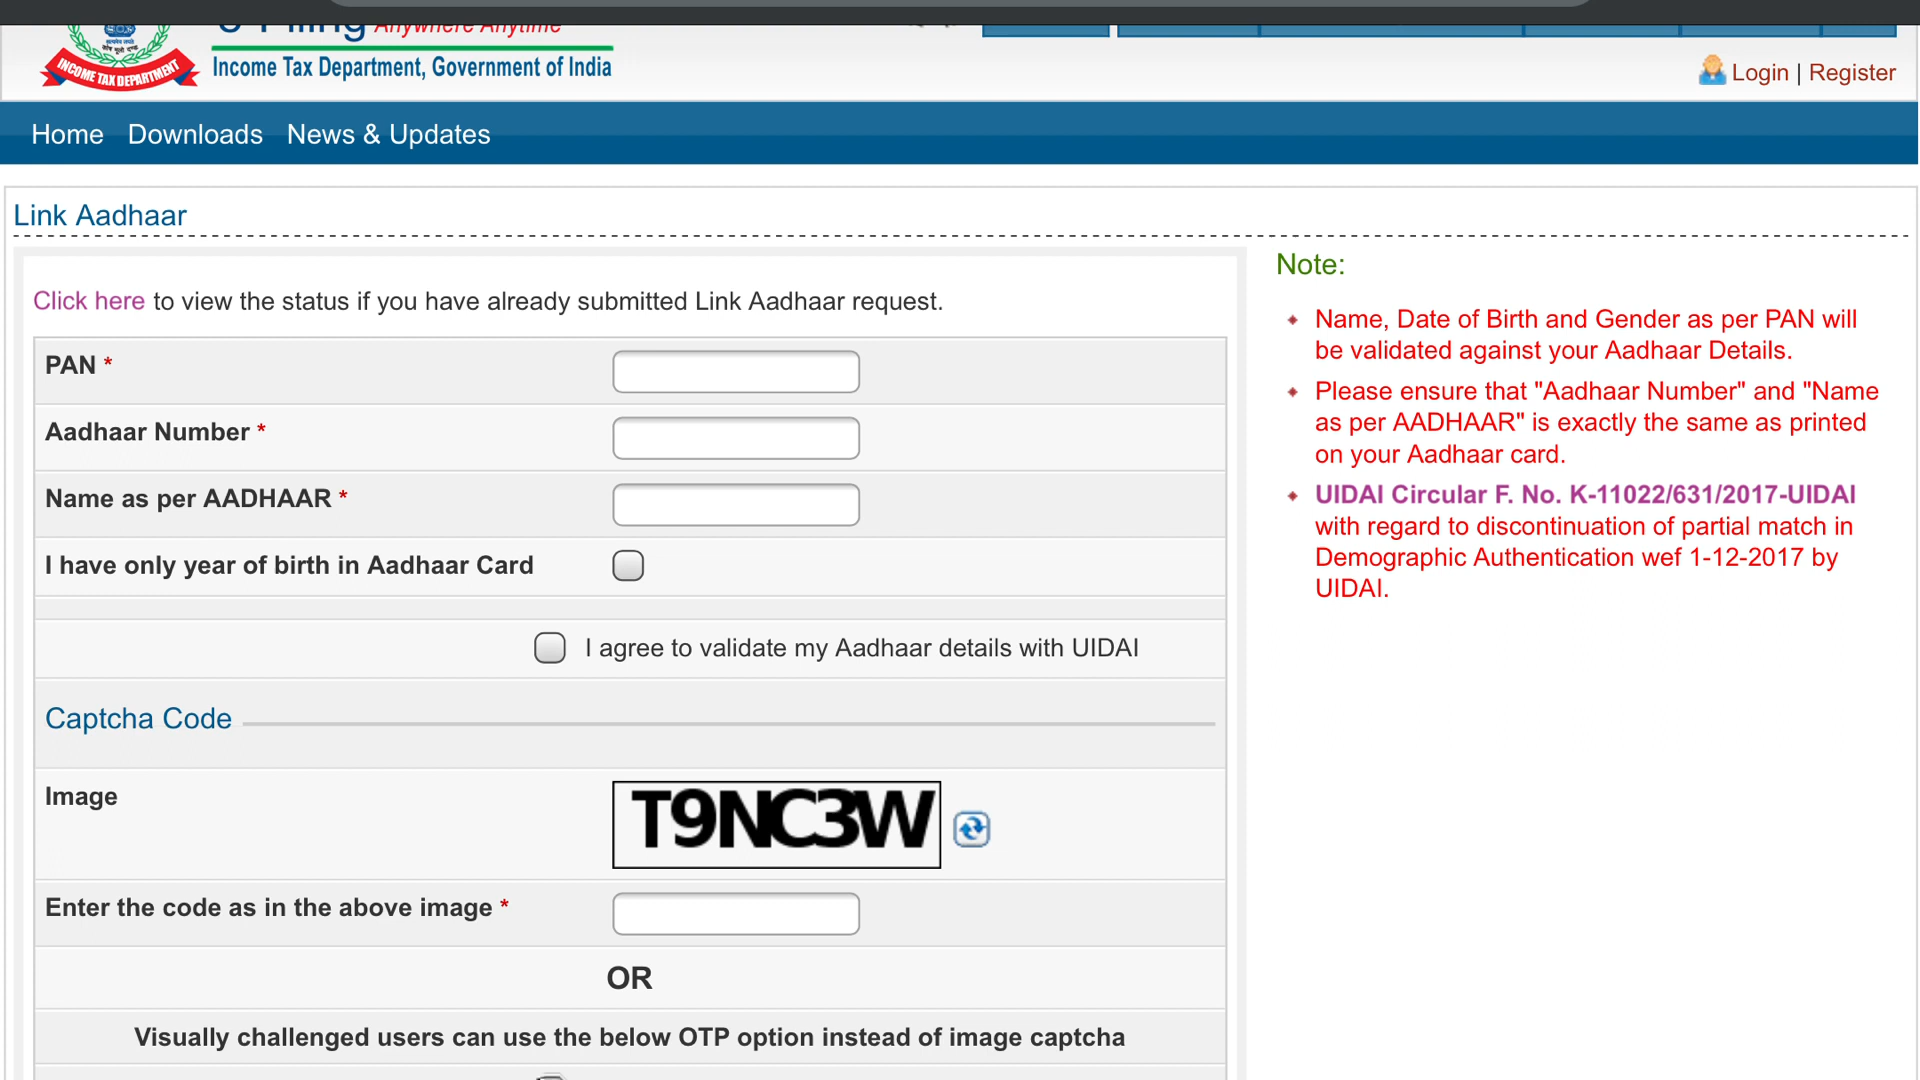 e-Filing Anywhere Anytime
Income Tax Department, Government of India
INCOME TAX DEPARTMENT
Login | Register
Home Downloads News & Updates
Link Aadhaar
Click here to view the status if you have already submitted Link Aadhaar request.
PAN *
Aadhaar Number *
Name as per AADHAAR *
I have only year of birth in Aadhaar Card
I agree to validate my Aadhaar details with UIDAI
Captcha Code
Image
T9NC3W
Enter the code as in the above image *
OR
Visually challenged users can use the below OTP option instead of image captcha
Note:
Name, Date of Birth and Gender as per PAN will
be validated against your Aadhaar Details.
Please ensure that "Aadhaar Number" and "Name
as per AADHAAR" is exactly the same as printed
on your Aadhaar card.
UIDAI Circular F. No. K-11022/631/2017-UIDAI
with regard to discontinuation of partial match in
Demographic Authentication wef 1-12-2017 by
UIDAI.